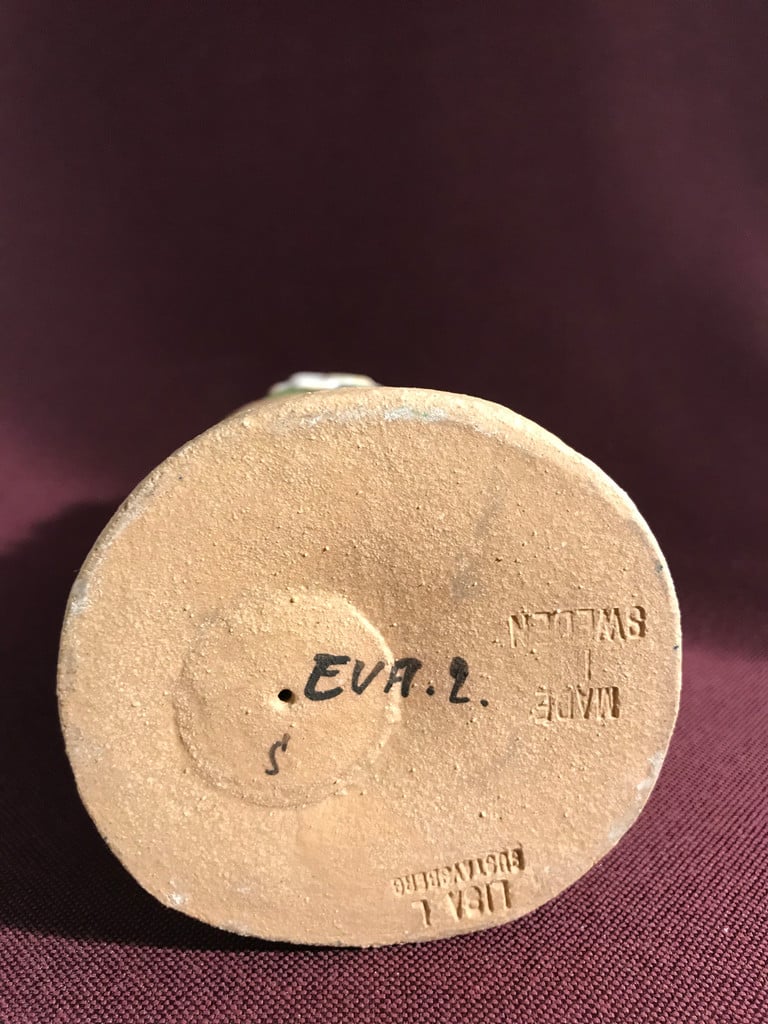 EVA.2.
S
MADE
I
SWEDEN
LISA L
GUSTAVSBERG